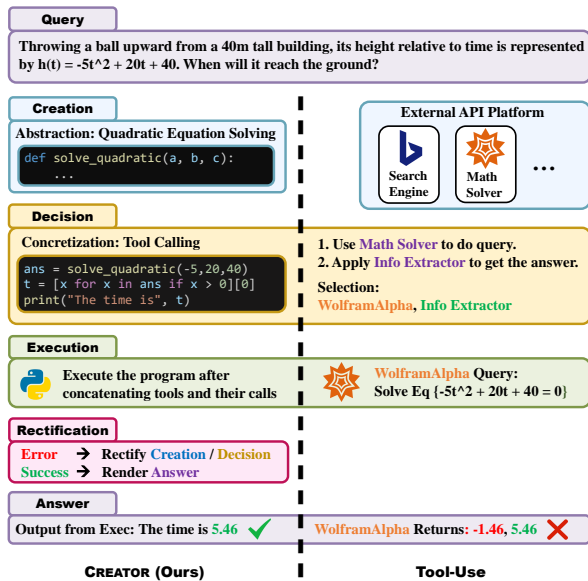 Query
Throwing a ball upward from a 40m tall building, its height relative to time is represented
by h(t) = -5t^2 + 20t + 40. When will it reach the ground?
Creation
Abstraction: Quadratic Equation Solving
def solve_quadratic(a, b, c):
...
External API Platform
Search
Engine
Math
Solver
...
Decision
Concretization: Tool Calling
ans = solve_quadratic(-5,20,40)
t = [x for x in ans if x > 0][0]
print("The time is", t)
1. Use Math Solver to do query.
2. Apply Info Extractor to get the answer.
Selection:
WolframAlpha, Info Extractor
Execution
Execute the program after
concatenating tools and their calls
WolframAlpha Query:
Solve Eq {-5t^2 + 20t + 40 = 0}
Rectification
Error → Rectify Creation / Decision
Success → Render Answer
Answer
Output from Exec: The time is 5.46
WolframAlpha Returns: -1.46, 5.46
CREATOR (Ours)
Tool-Use